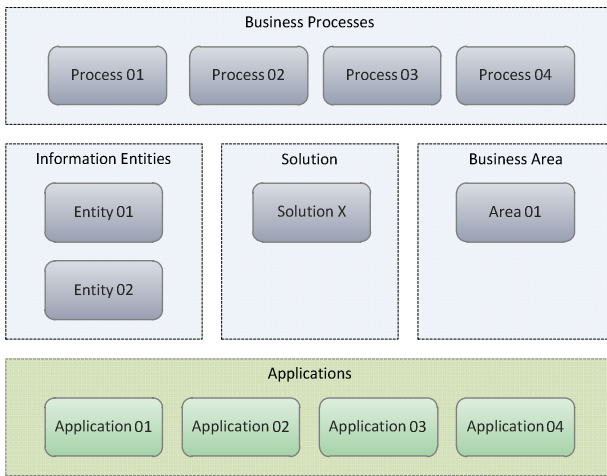 Business Processes
Process 01
Process 02
Process 03
Process 04
Information Entities
Entity 01
Entity 02
Solution
Solution X
Business Area
Area 01
Applications
Application 01
Application 02
Application 03
Application 04